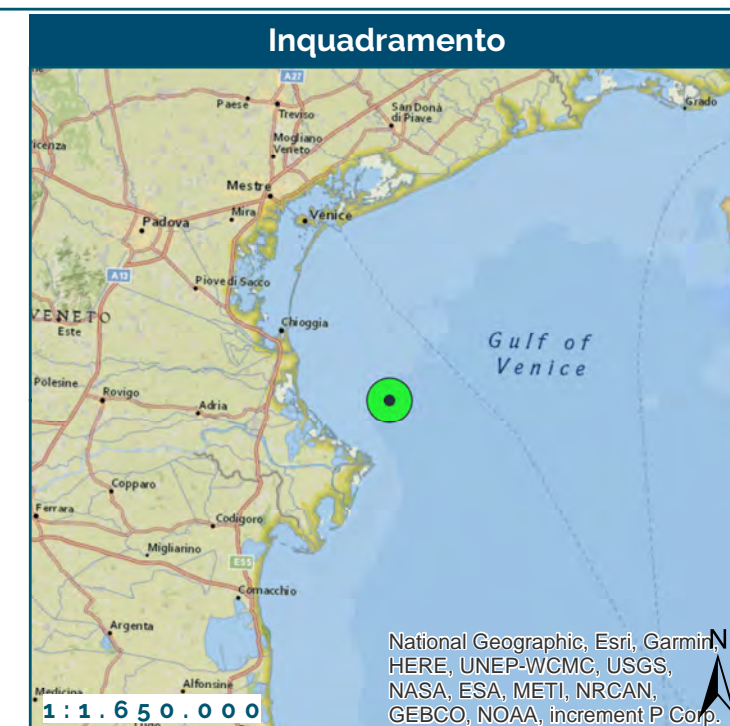 Inquadramento
A27
Paese
Treviso
San Donà
di Piave
Grado
Mogliano
Veneto
icenza
Mestre
Mira
Venice
Padova
A13
Piove di Sacco
VENETO
Este
Chioggia
Gulf of
Venice
Polesine
Rovigo
Adria
Copparo
Ferrara
Codigoro
Migliarino
E55
Comacchio
Argenta
Alfonsine
Medicina
1:1.650.000
National Geographic, Esri, Garmin,
HERE, UNEP-WCMC, USGS,
NASA, ESA, METI, NRCAN,
GEBCO, NOAA, increment P Corp.
N